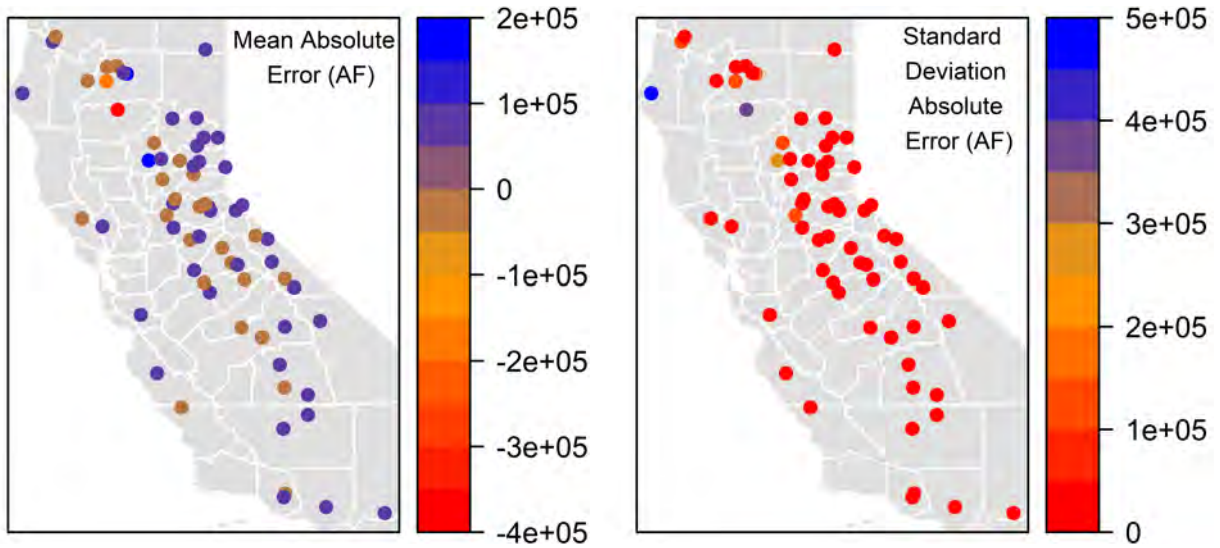 Mean Absolute
Error (AF)
2e+05
1e+05
0
-1e+05
-2e+05
-3e+05
-4e+05
Standard
Deviation
Absolute
Error (AF)
5e+05
4e+05
3e+05
2e+05
1e+05
0